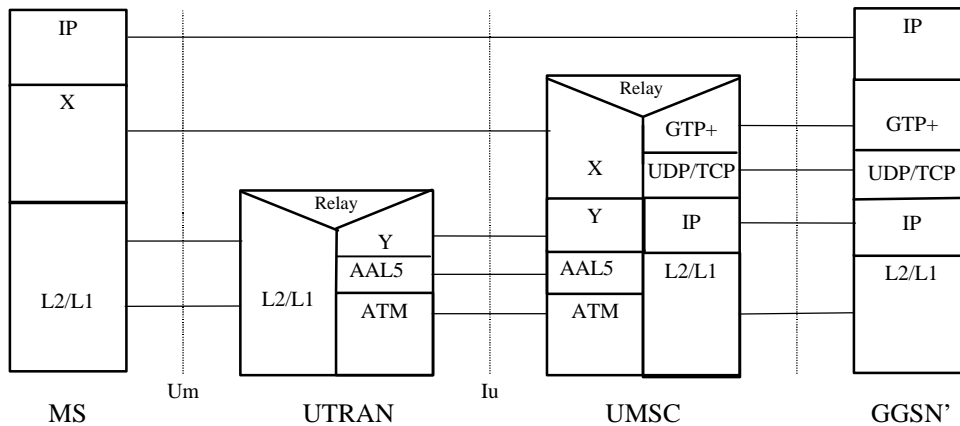 IP
IP
Relay
X
GTP+
GTP+
X
UDP/TCP
UDP/TCP
Relay
Y
IP
IP
Y
AAL5
AAL5
L2/L1
L2/L1
L2/L1
L2/L1
ATM
ATM
Um
Iu
MS
UTRAN
UMSC
GGSN’